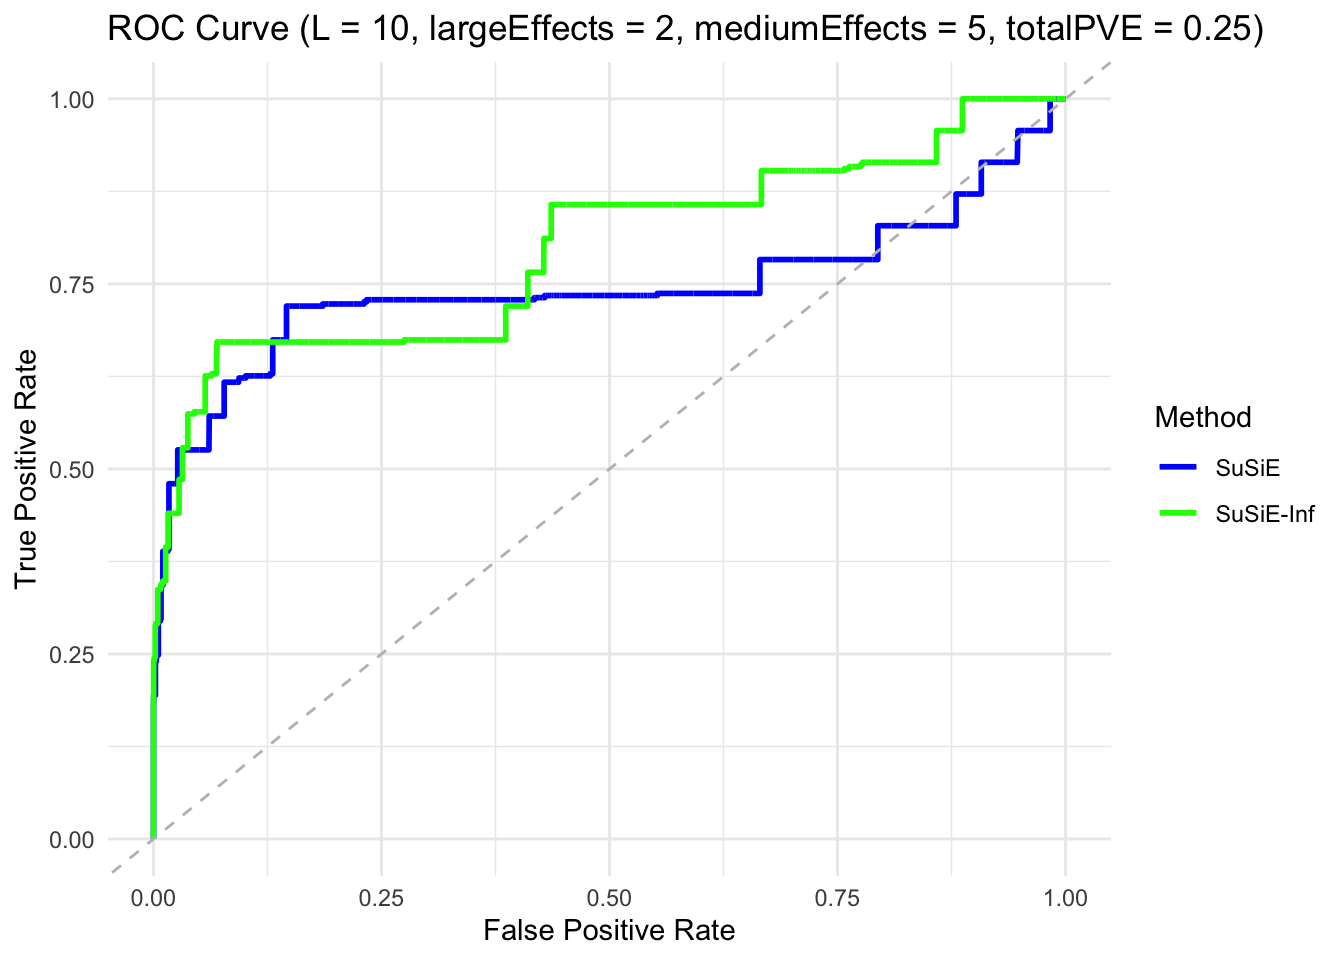 ROC Curve (L = 10, largeEffects = 2, mediumEffects = 5, totalPVE = 0.25)
1.00
0.75
0.50
0.25
0.00
True Positive Rate
0.00 0.25 0.50 0.75 1.00
False Positive Rate
Method
SuSiE
SuSiE-Inf